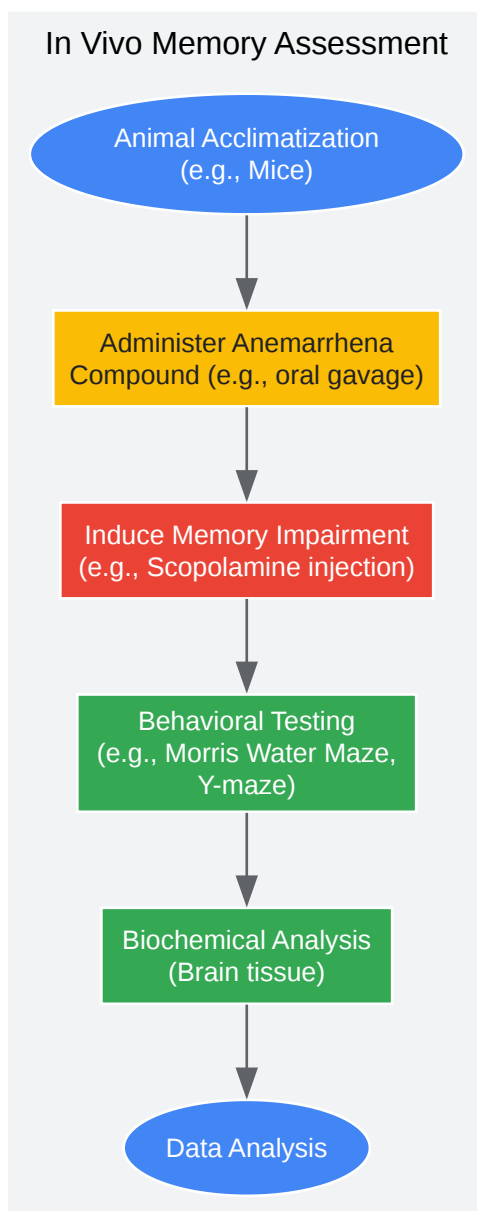 In Vivo Memory Assessment
Animal Acclimatization
(e.g., Mice)
Administer Anemarrhena
Compound (e.g., oral gavage)
Induce Memory Impairment
(e.g., Scopolamine injection)
Behavioral Testing
(e.g., Morris Water Maze,
Y-maze)
Biochemical Analysis
(Brain tissue)
Data Analysis